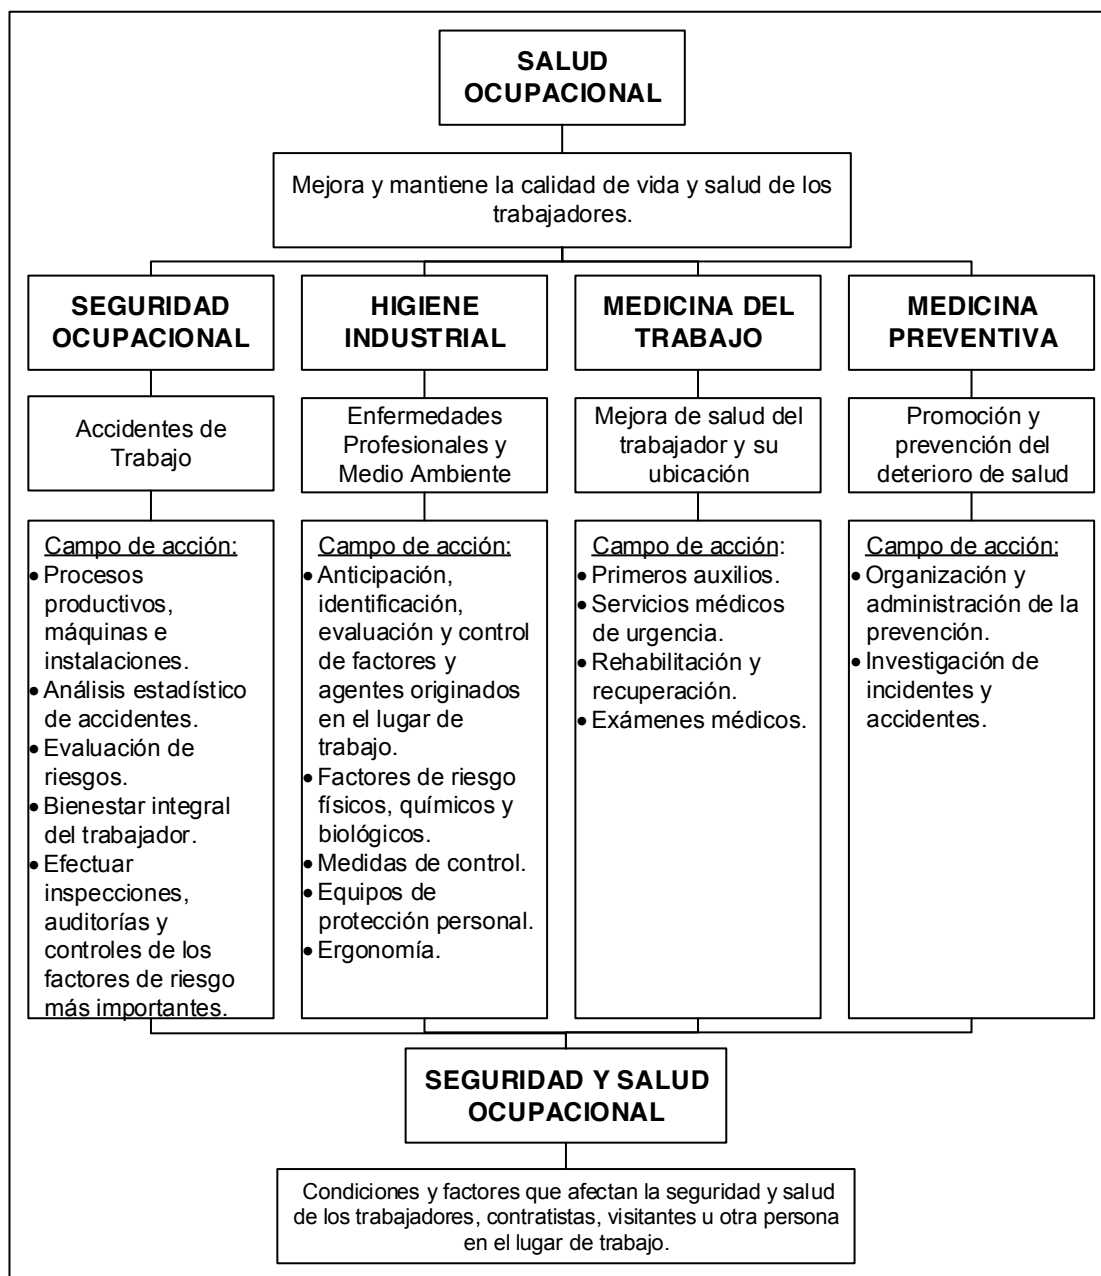 SALUD
OCUPACIONAL
Mejora y mantiene la calidad de vida y salud de los
trabajadores.
SEGURIDAD
OCUPACIONAL
Accidentes de
Trabajo
Campo de acción:
• Procesos
productivos,
máquinas e
instalaciones.
• Análisis estadístico
de accidentes.
• Evaluación de
riesgos.
• Bienestar integral
del trabajador.
• Efectuar
inspecciones,
auditorías y
controles de los
factores de riesgo
más importantes.
HIGIENE
INDUSTRIAL
Enfermedades
Profesionales y
Medio Ambiente
Campo de acción:
• Anticipación,
identificación,
evaluación y control
de factores y
agentes originados
en el lugar de
trabajo.
• Factores de riesgo
físicos, químicos y
biológicos.
• Medidas de control.
• Equipos de
protección personal.
• Ergonomía.
MEDICINA DEL
TRABAJO
Mejora de salud del
trabajador y su
ubicación
Campo de acción:
• Primeros auxilios.
• Servicios médicos
de urgencia.
• Rehabilitación y
recuperación.
• Exámenes médicos.
MEDICINA
PREVENTIVA
Promoción y
prevención del
deterioro de salud
Campo de acción:
• Organización y
administración de la
prevención.
• Investigación de
incidentes y
accidentes.
SEGURIDAD Y SALUD
OCUPACIONAL
Condiciones y factores que afectan la seguridad y salud
de los trabajadores, contratistas, visitantes u otra persona
en el lugar de trabajo.